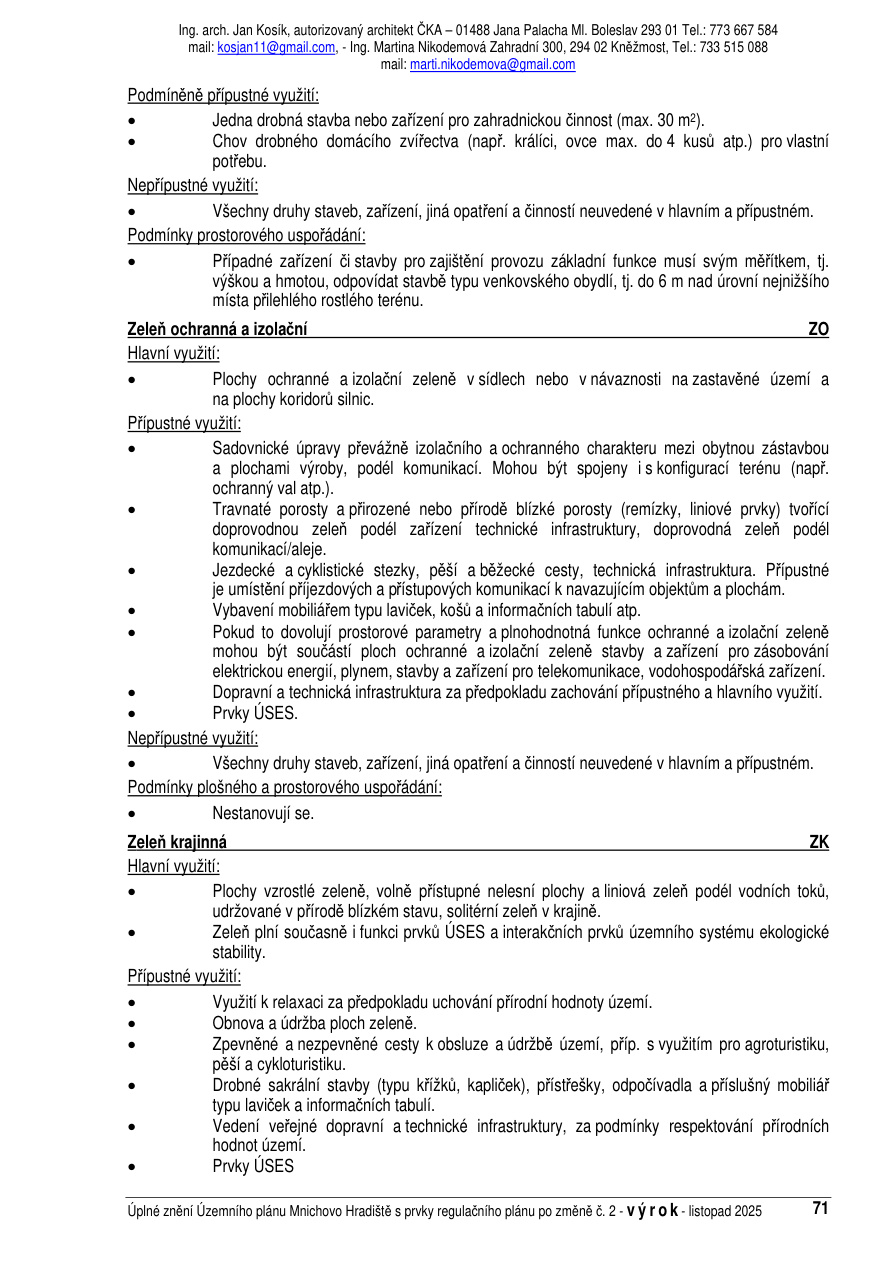 Ing. arch. Jan Kosík, autorizovaný architekt ČKA – 01488 Jana Palacha Ml. Boleslav 293 01 Tel.: 773 667 584
mail: kosjan11@gmail.com, - Ing. Martina Nikodemová Zahradní 300, 294 02 Kněžmost, Tel.: 733 515 088
mail: marti.nikodemova@gmail.com
Podmíněně přípustné využití:
• Jedna drobná stavba nebo zařízení pro zahradnickou činnost (max. 30 m²).
• Chov drobného domácího zvířectva (např. králíci, ovce max. do 4 kusů atp.) pro vlastní
potřebu.
Nepřípustné využití:
• Všechny druhy staveb, zařízení, jiná opatření a činností neuvedené v hlavním a přípustném.
Podmínky prostorového uspořádání:
• Případné zařízení či stavby pro zajištění provozu základní funkce musí svým měřítkem, tj.
výškou a hmotou, odpovídat stavbě typu venkovského obydlí, tj. do 6 m nad úrovní nejnižšího
místa přilehlého rostlého terénu.
Zeleň ochranná a izolační ZO
Hlavní využití:
• Plochy ochranné a izolační zeleně v sídlech nebo v návaznosti na zastavěné území a
na plochy koridorů silnic.
Přípustné využití:
• Sadovnické úpravy převážně izolačního a ochranného charakteru mezi obytnou zástavbou
a plochami výroby, podél komunikací. Mohou být spojeny i s konfigurací terénu (např.
ochranný val atp.).
• Travnaté porosty a přirozené nebo přírodě blízké porosty (remízky, liniové prvky) tvořící
doprovodnou zeleň podél zařízení technické infrastruktury, doprovodná zeleň podél
komunikací/aleje.
• Jezdecké a cyklistické stezky, pěší a běžecké cesty, technická infrastruktura. Přípustné
je umístění příjezdových a přístupových komunikací k navazujícím objektům a plochám.
• Vybavení mobiliářem typu laviček, košů a informačních tabulí atp.
• Pokud to dovolují prostorové parametry a plnohodnotná funkce ochranné a izolační zeleně
mohou být součástí ploch ochranné a izolační zeleně stavby a zařízení pro zásobování
elektrickou energií, plynem, stavby a zařízení pro telekomunikace, vodohospodářská zařízení.
• Dopravní a technická infrastruktura za předpokladu zachování přípustného a hlavního využití.
• Prvky ÚSES.
Nepřípustné využití:
• Všechny druhy staveb, zařízení, jiná opatření a činností neuvedené v hlavním a přípustném.
Podmínky plošného a prostorového uspořádání:
• Nestanovují se.
Zeleň krajinná ZK
Hlavní využití:
• Plochy vzrostlé zeleně, volně přístupné nelesní plochy a liniová zeleň podél vodních toků,
udržované v přírodě blízkém stavu, solitérní zeleň v krajině.
• Zeleň plní současně i funkci prvků ÚSES a interakčních prvků územního systému ekologické
stability.
Přípustné využití:
• Využití k relaxaci za předpokladu uchování přírodní hodnoty území.
• Obnova a údržba ploch zeleně.
• Zpevněné a nezpevněné cesty k obsluze a údržbě území, příp. s využitím pro agroturistiku,
pěší a cykloturistiku.
• Drobné sakrální stavby (typu křížků, kapliček), přístřešky, odpočívadla a příslušný mobiliář
typu laviček a informačních tabulí.
• Vedení veřejné dopravní a technické infrastruktury, za podmínky respektování přírodních
hodnot území.
• Prvky ÚSES
Úplné znění Územního plánu Mnichovo Hradiště s prvky regulačního plánu po změně č. 2 - v ý r o k - listopad 2025 71